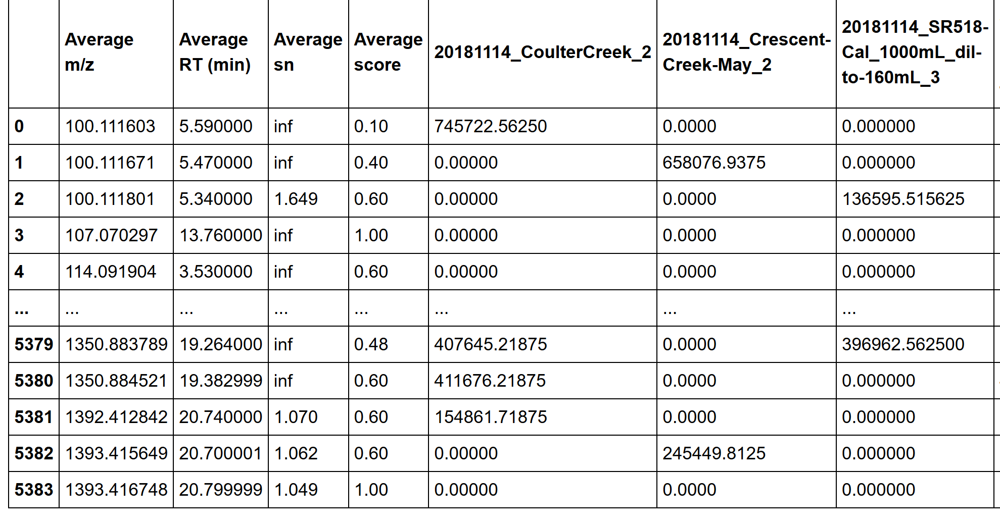 Average m/z Average RT (min) Average sn Average score 20181114_CoulterCreek_2 20181114_Crescent-Creek-May_2 20181114_SR518-Cal_1000mL_dil-to-160mL_3
0 100.111603 5.590000 inf 0.10 745722.56250 0.0000 0.000000
1 100.111671 5.470000 inf 0.40 0.00000 658076.9375 0.000000
2 100.111801 5.340000 1.649 0.60 0.00000 0.0000 136595.515625
3 107.070297 13.760000 inf 1.00 0.00000 0.0000 0.000000
4 114.091904 3.530000 inf 0.60 0.00000 0.0000 0.000000
... ... ... ... ... ... ... ...
5379 1350.883789 19.264000 inf 0.48 407645.21875 0.0000 396962.562500
5380 1350.884521 19.382999 inf 0.60 411676.21875 0.0000 0.000000
5381 1392.412842 20.740000 1.070 0.60 154861.71875 0.0000 0.000000
5382 1393.415649 20.700001 1.062 0.60 0.00000 245449.8125 0.000000
5383 1393.416748 20.799999 1.049 1.00 0.00000 0.0000 0.000000